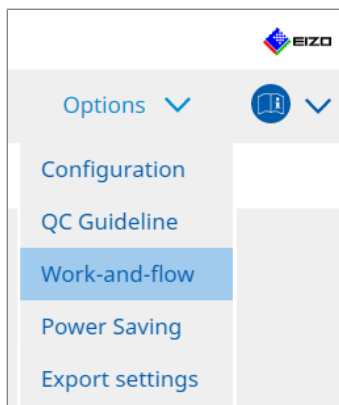 EIZO
Options
Configuration
QC Guideline
Work-and-flow
Power Saving
Export settings